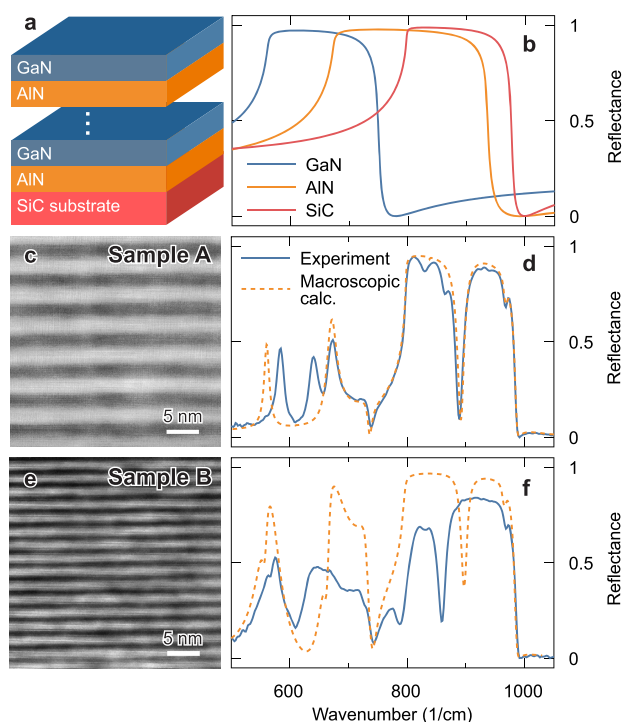 a
GaN
AlN
GaN
AlN
SiC substrate
b
GaN
AlN
SiC
1
0.5
0
Reflectance
c
Sample A
5 nm
d
Experiment
Macroscopic
calc.
1
0.5
0
Reflectance
e
Sample B
5 nm
f
1
0.5
0
Reflectance
600
800
1000
Wavenumber (1/cm)